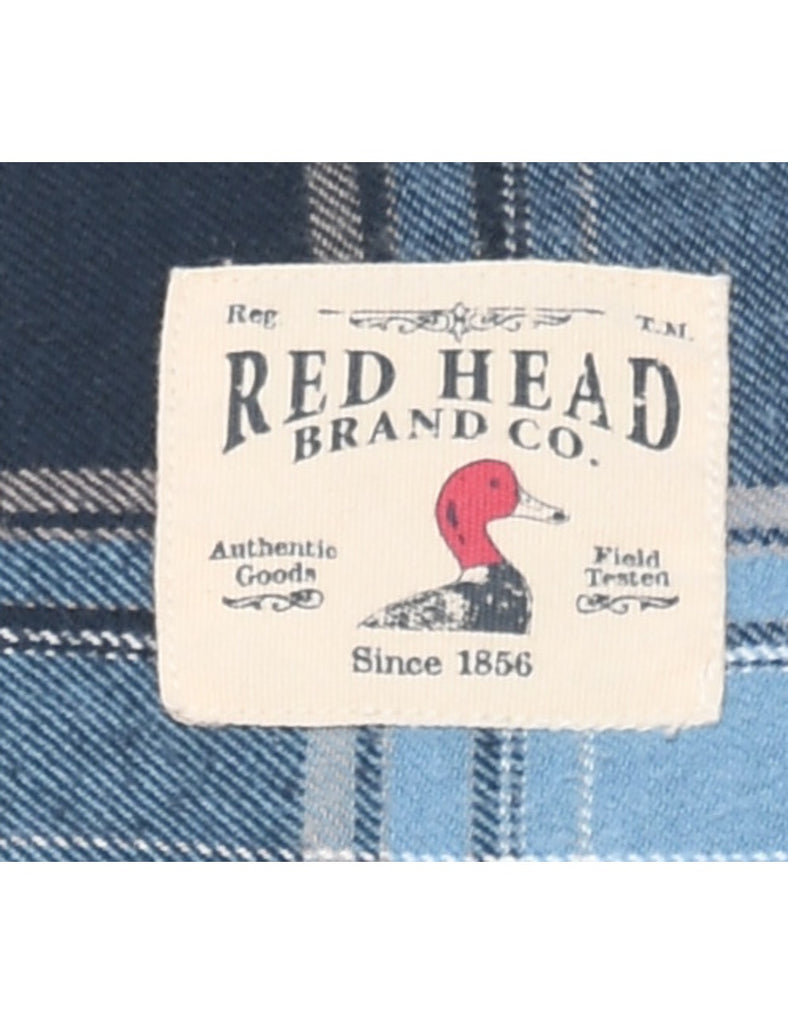 Reg. T.M.
RED HEAD
BRAND CO.
Authentic
Goods
Field
Tested
Since 1856